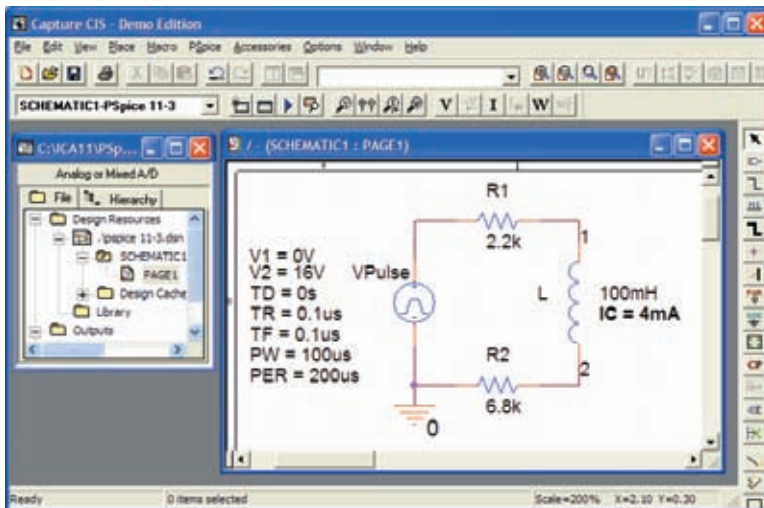 Capture CIS - Demo Edition
File Edit View Place Macro PSpice Accessories Options Window Help
SCHEMATIC1-PSpice 11-3
V I W
C:\ICA11\PSp...
Analog or Mixed A/D
File Hierarchy
Design Resources
.\pspice 11-3.dsn
SCHEMATIC1
PAGE1
Design Cache
Library
Outputs
/ - (SCHEMATIC1 : PAGE1)
R1
2.2k
1
V1 = 0V
V2 = 16V
TD = 0s
TR = 0.1us
TF = 0.1us
PW = 100us
PER = 200us
VPulse
L
100mH
IC = 4mA
R2
2
6.8k
0
Ready 0 items selected Scale=200% X=2.10 Y=0.30